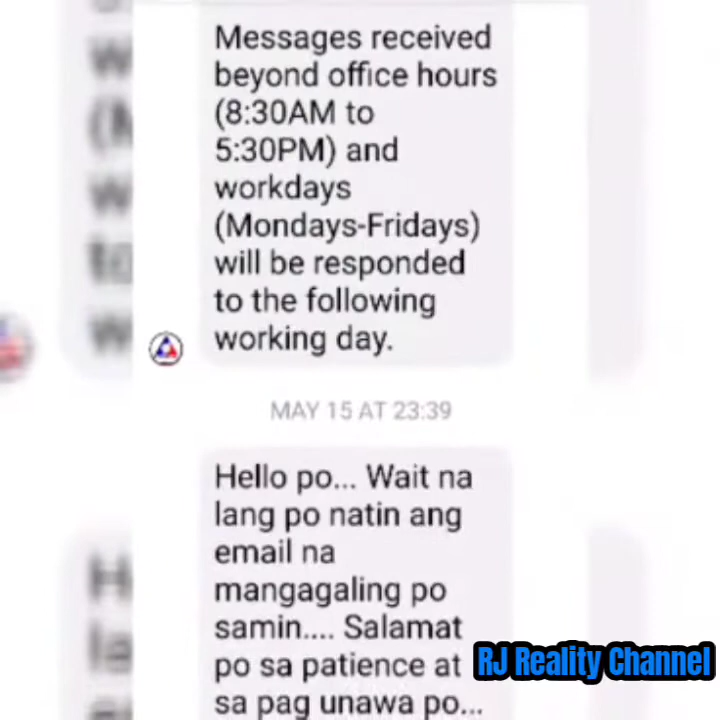 Messages received
beyond office hours
(8:30AM to
5:30PM) and
workdays
(Mondays-Fridays)
will be responded
to the following
working day.
MAY 15 AT 23:39
Hello po... Wait na
lang po natin ang
email na
mangagaling po
samin.... Salamat
po sa patience at
RJ Reality Channel
sa pag unawa po...